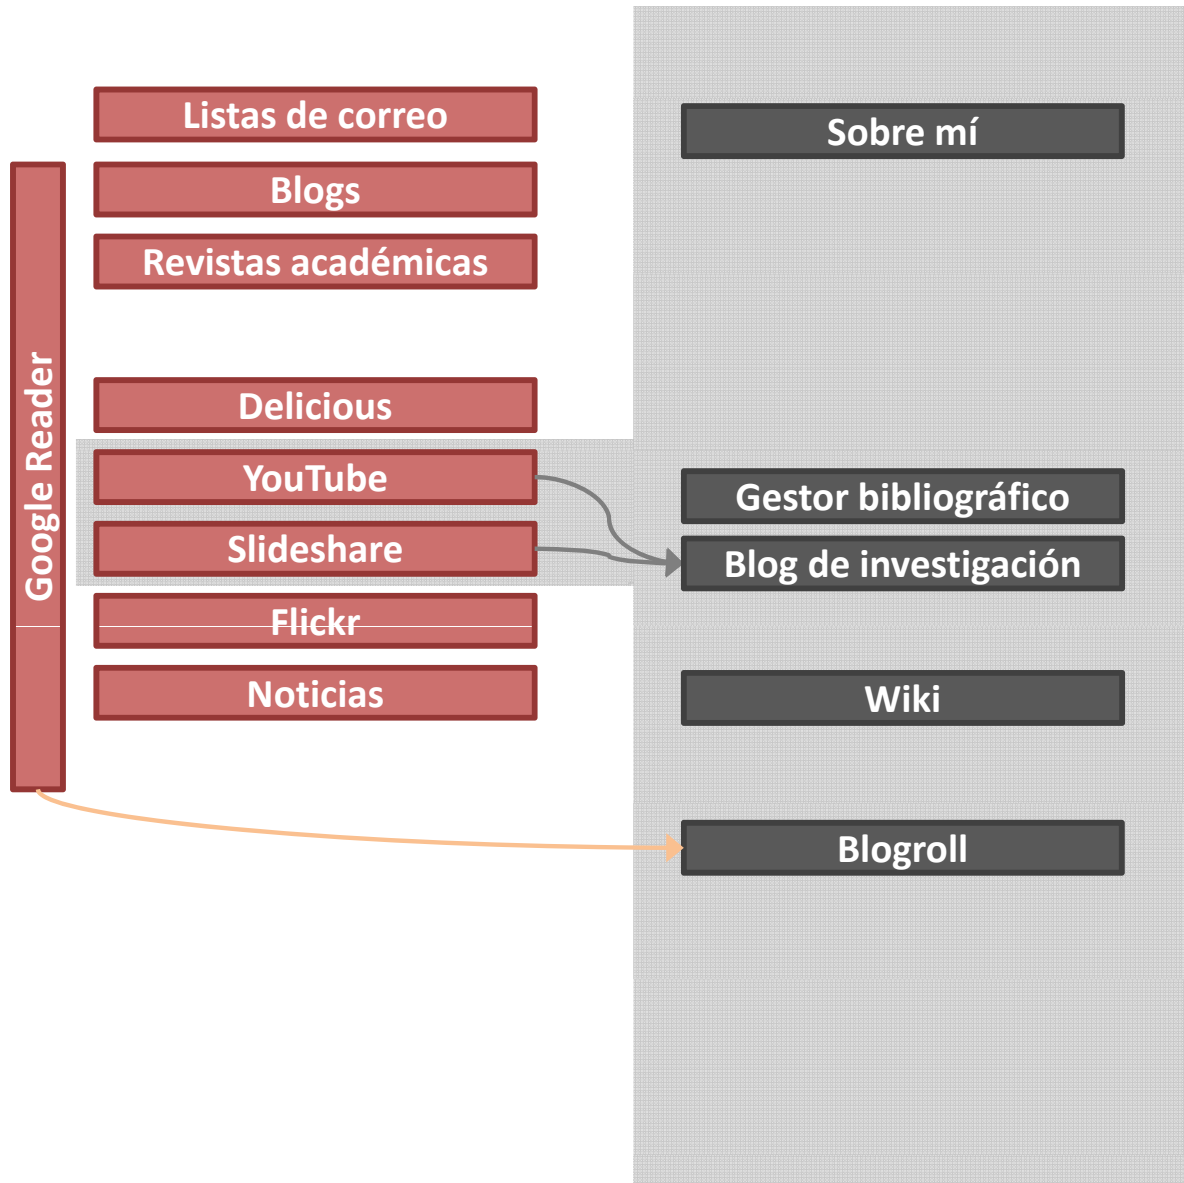 Listas de correo
Blogs
Revistas académicas
Google Reader
Delicious
YouTube
Slideshare
Flickr
Noticias
Sobre mí
Gestor bibliográfico
Blog de investigación
Wiki
Blogroll